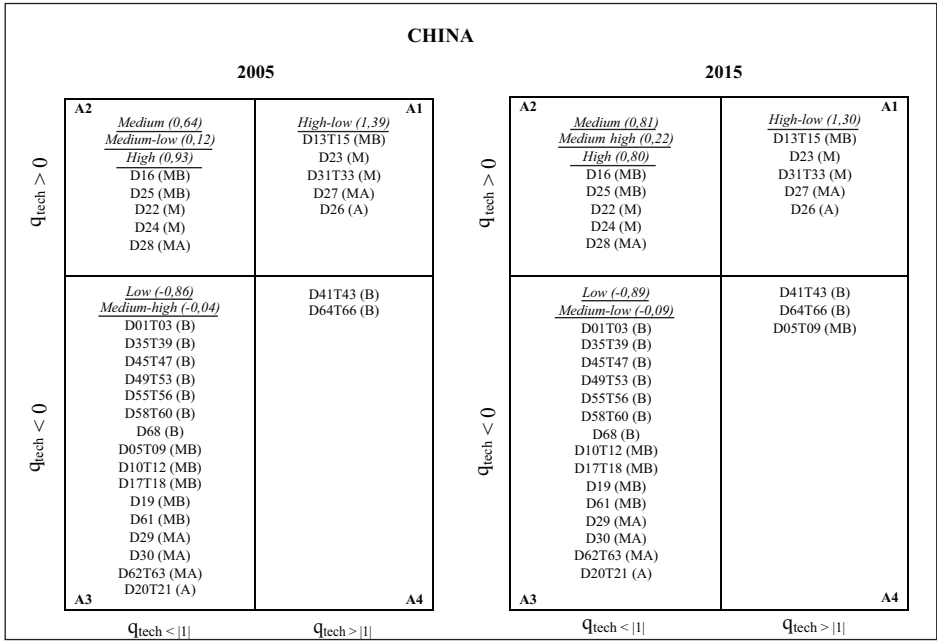 CHINA
2005
A2
Medium (0,64)
Medium-low (0,12)
High (0,93)
D16 (MB)
D25 (MB)
D22 (M)
D24 (M)
D28 (MA)
A1
High-low (1,39)
D13T15 (MB)
D23 (M)
D31T33 (M)
D27 (MA)
D26 (A)
qtech > 0
Low (-0,86)
Medium-high (-0,04)
D01T03 (B)
D35T39 (B)
D45T47 (B)
D49T53 (B)
D55T56 (B)
D58T60 (B)
D68 (B)
D05T09 (MB)
D10T12 (MB)
D17T18 (MB)
D19 (MB)
D61 (MB)
D29 (MA)
D30 (MA)
D62T63 (MA)
D20T21 (A)
A3
D41T43 (B)
D64T66 (B)
A4
qtech < 0
qtech < |1|
qtech > |1|
2015
A2
Medium (0,81)
Medium high (0,22)
High (0,80)
D16 (MB)
D25 (MB)
D22 (M)
D24 (M)
D28 (MA)
A1
High-low (1,30)
D13T15 (MB)
D23 (M)
D31T33 (M)
D27 (MA)
D26 (A)
qtech > 0
Low (-0,89)
Medium-low (-0,09)
D01T03 (B)
D35T39 (B)
D45T47 (B)
D49T53 (B)
D55T56 (B)
D58T60 (B)
D68 (B)
D10T12 (MB)
D17T18 (MB)
D19 (MB)
D61 (MB)
D29 (MA)
D30 (MA)
D62T63 (MA)
D20T21 (A)
A3
D41T43 (B)
D64T66 (B)
D05T09 (MB)
A4
qtech < 0
qtech < |1|
qtech > |1|